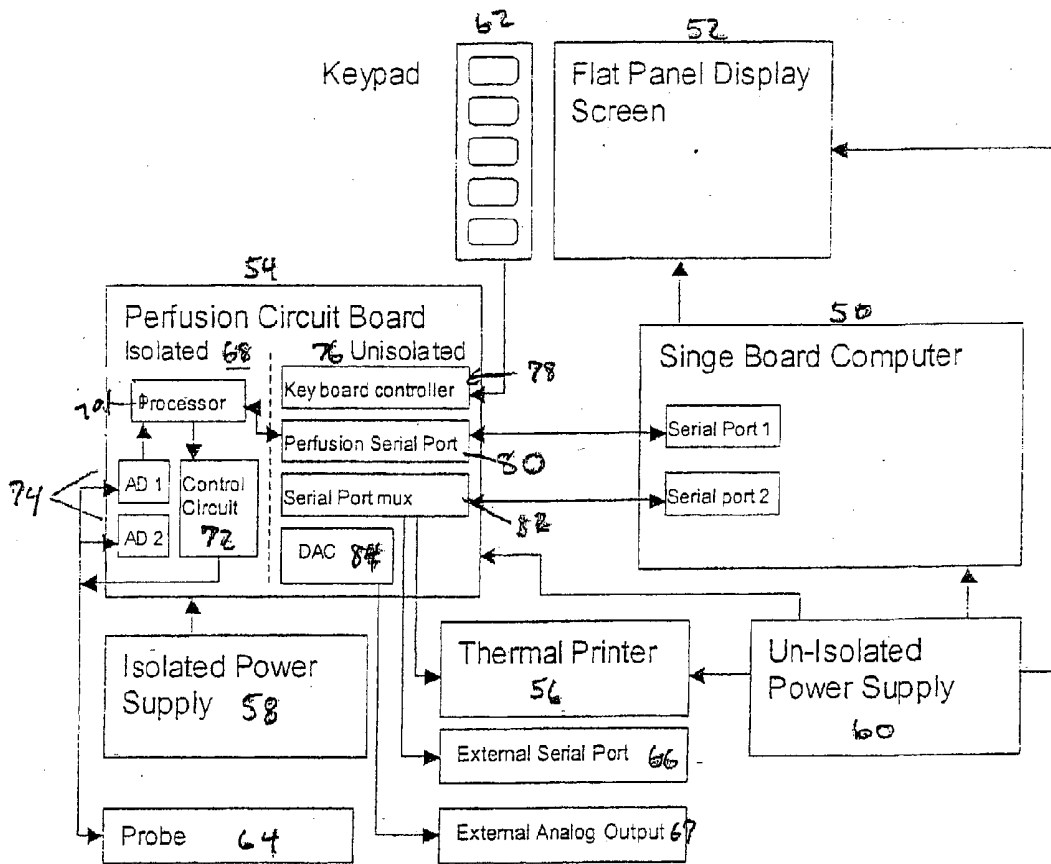 62
52
Keypad
Flat Panel Display
Screen
54
50
Perfusion Circuit Board
Isolated 68
76 Unisolated
Singe Board Computer
Key board controller
78
Processor
Perfusion Serial Port
80
Serial Port 1
74
AD 1
AD 2
Control
Circuit
72
Serial Port mux
82
Serial port 2
DAC 84
Isolated Power
Supply 58
Thermal Printer
56
Un-Isolated
Power Supply
60
External Serial Port 66
Probe 64
External Analog Output 67